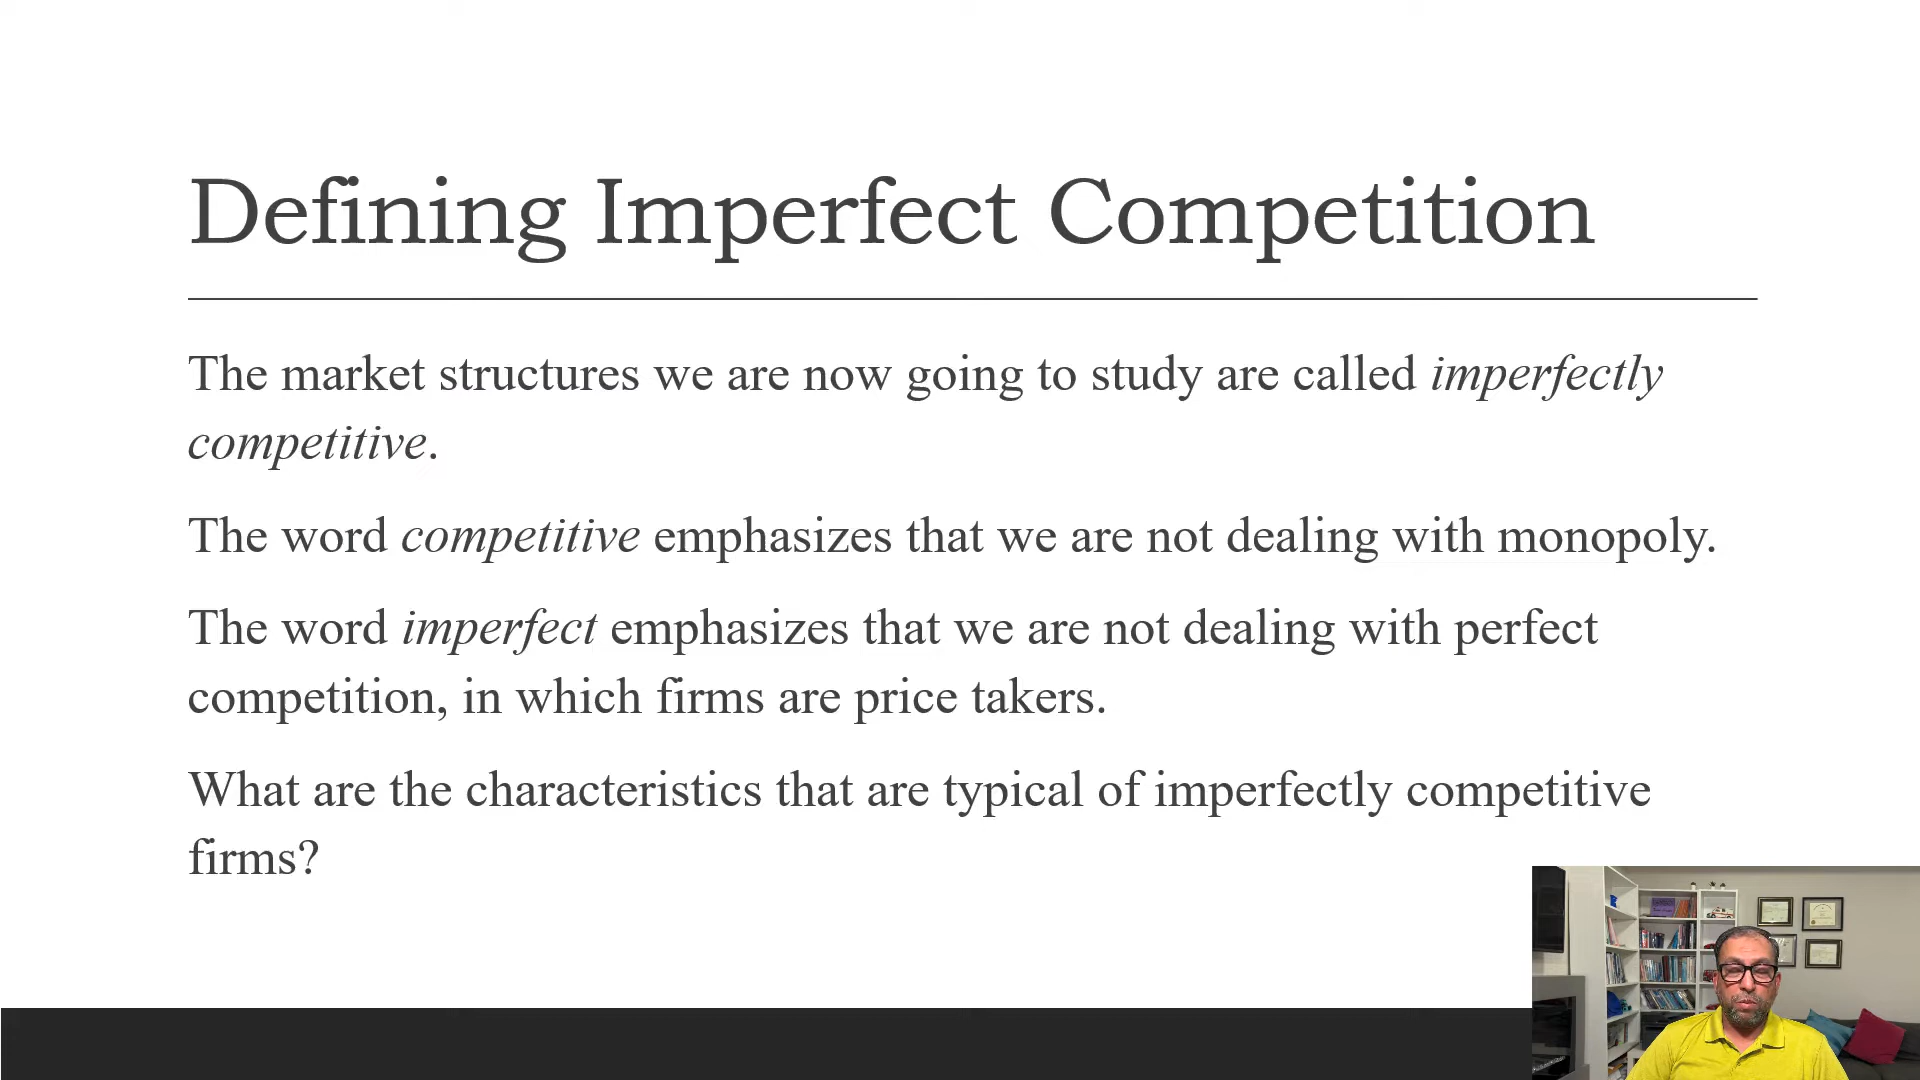 Defining Imperfect Competition
The market structures we are now going to study are called imperfectly
competitive.
The word competitive emphasizes that we are not dealing with monopoly.
The word imperfect emphasizes that we are not dealing with perfect
competition, in which firms are price takers.
What are the characteristics that are typical of imperfectly competitive
firms?